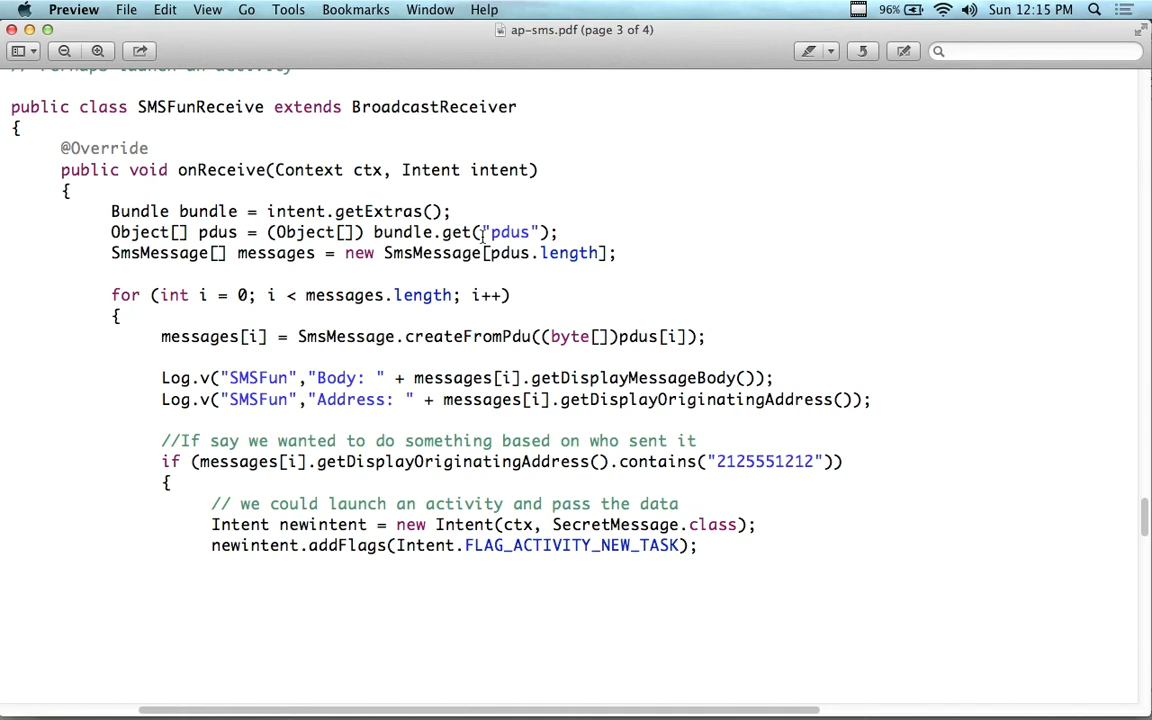 Preview File Edit View Go Tools Bookmarks Window Help 96% Sun 12:15 PM
ap-sms.pdf (page 3 of 4)
// Perhaps launch an activity
public class SMSFunReceive extends BroadcastReceiver
{
@Override
public void onReceive(Context ctx, Intent intent)
{
Bundle bundle = intent.getExtras();
Object[] pdus = (Object[]) bundle.get("pdus");
SmsMessage[] messages = new SmsMessage[pdus.length];
for (int i = 0; i < messages.length; i++)
{
messages[i] = SmsMessage.createFromPdu((byte[])pdus[i]);
Log.v("SMSFun","Body: " + messages[i].getDisplayMessageBody());
Log.v("SMSFun","Address: " + messages[i].getDisplayOriginatingAddress());
//If say we wanted to do something based on who sent it
if (messages[i].getDisplayOriginatingAddress().contains("2125551212"))
{
// we could launch an activity and pass the data
Intent newintent = new Intent(ctx, SecretMessage.class);
newintent.addFlags(Intent.FLAG_ACTIVITY_NEW_TASK);